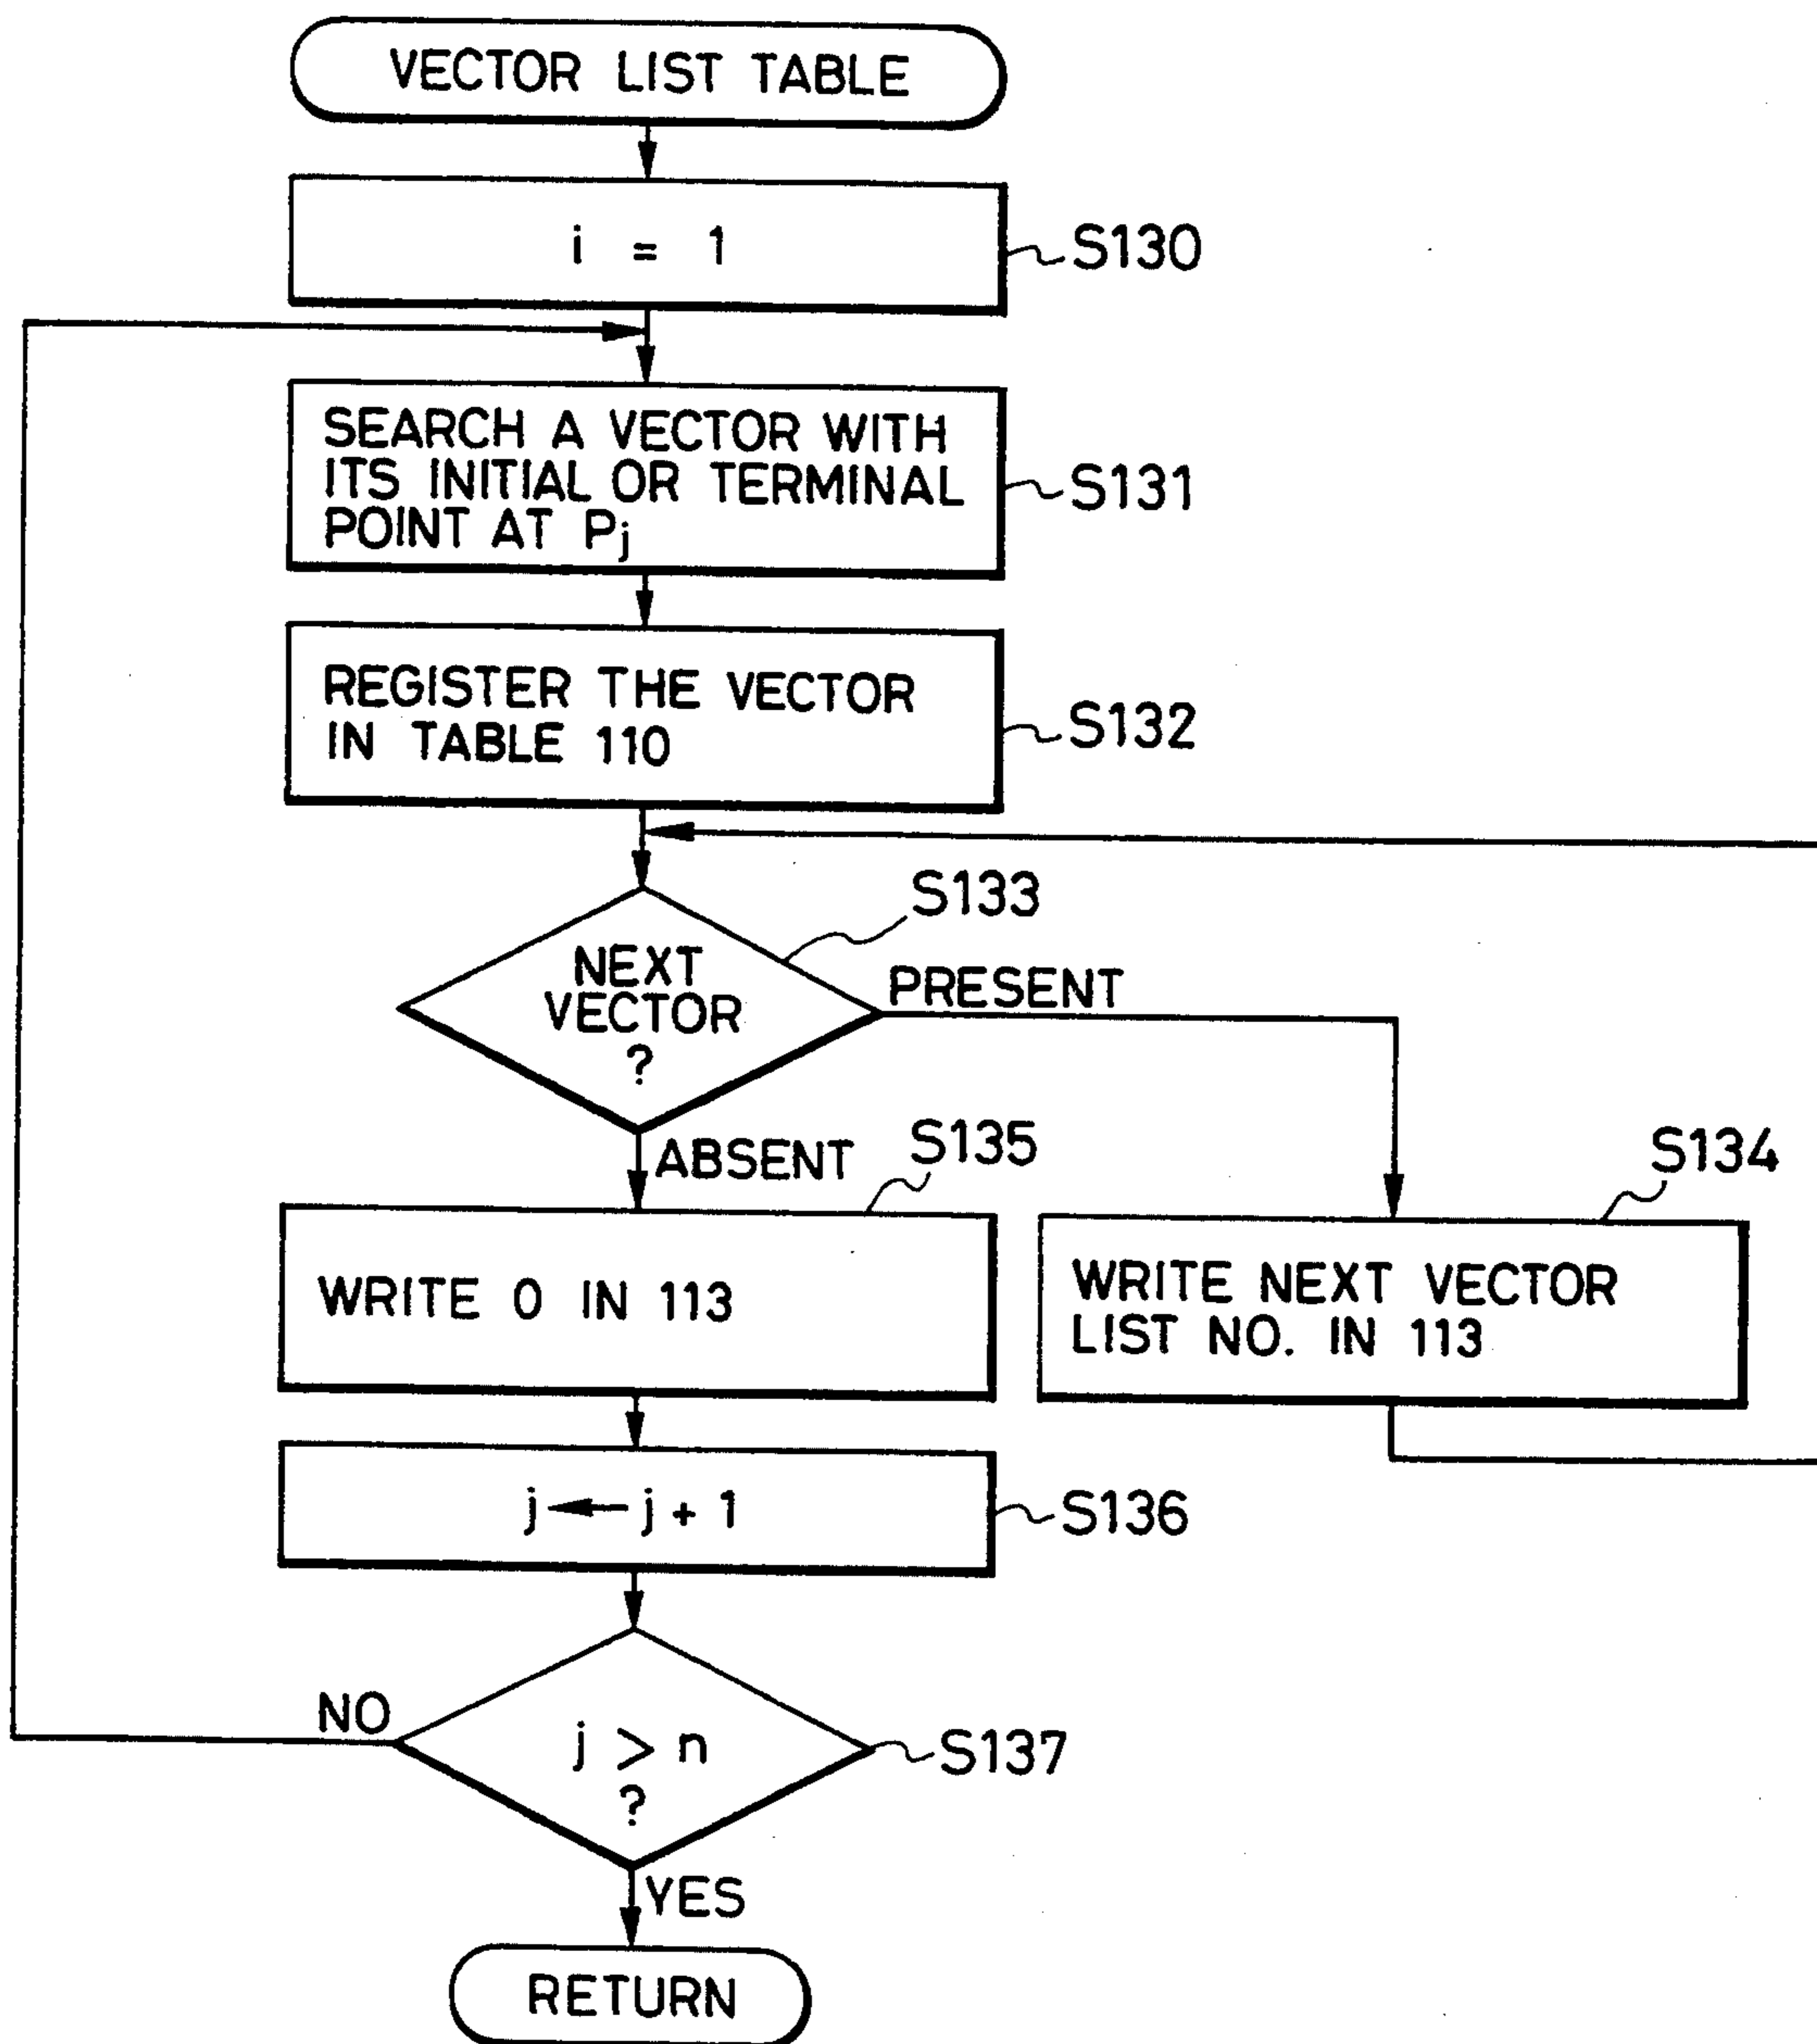 VECTOR LIST TABLE
i = 1
S130
SEARCH A VECTOR WITH
ITS INITIAL OR TERMINAL
POINT AT Pj
S131
REGISTER THE VECTOR
IN TABLE 110
S132
S133
NEXT
VECTOR
?
PRESENT
ABSENT
S135
S134
WRITE 0 IN 113
WRITE NEXT VECTOR
LIST NO. IN 113
j ← j + 1
S136
NO
j > n
?
S137
YES
RETURN